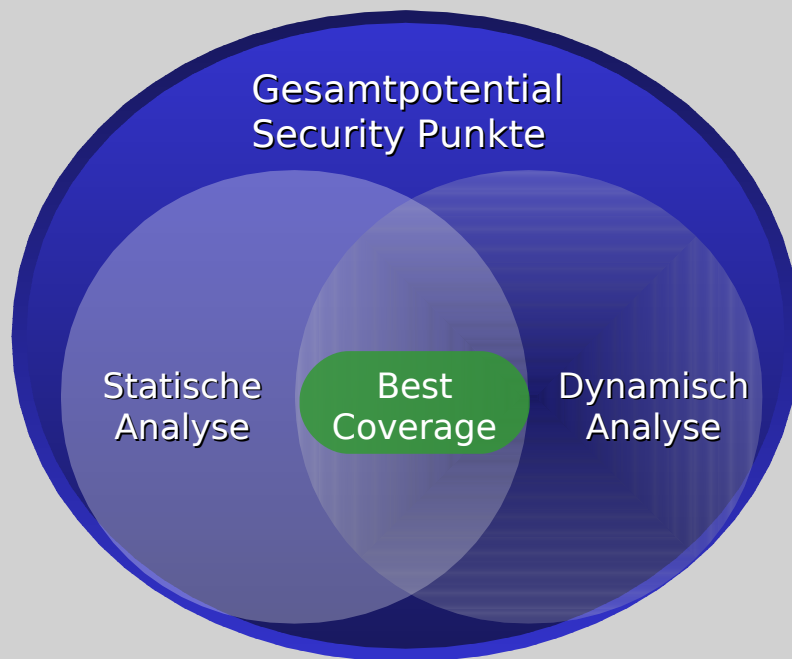 Gesamtpotential
Security Punkte
Statische
Analyse
Best
Coverage
Dynamisch
Analyse